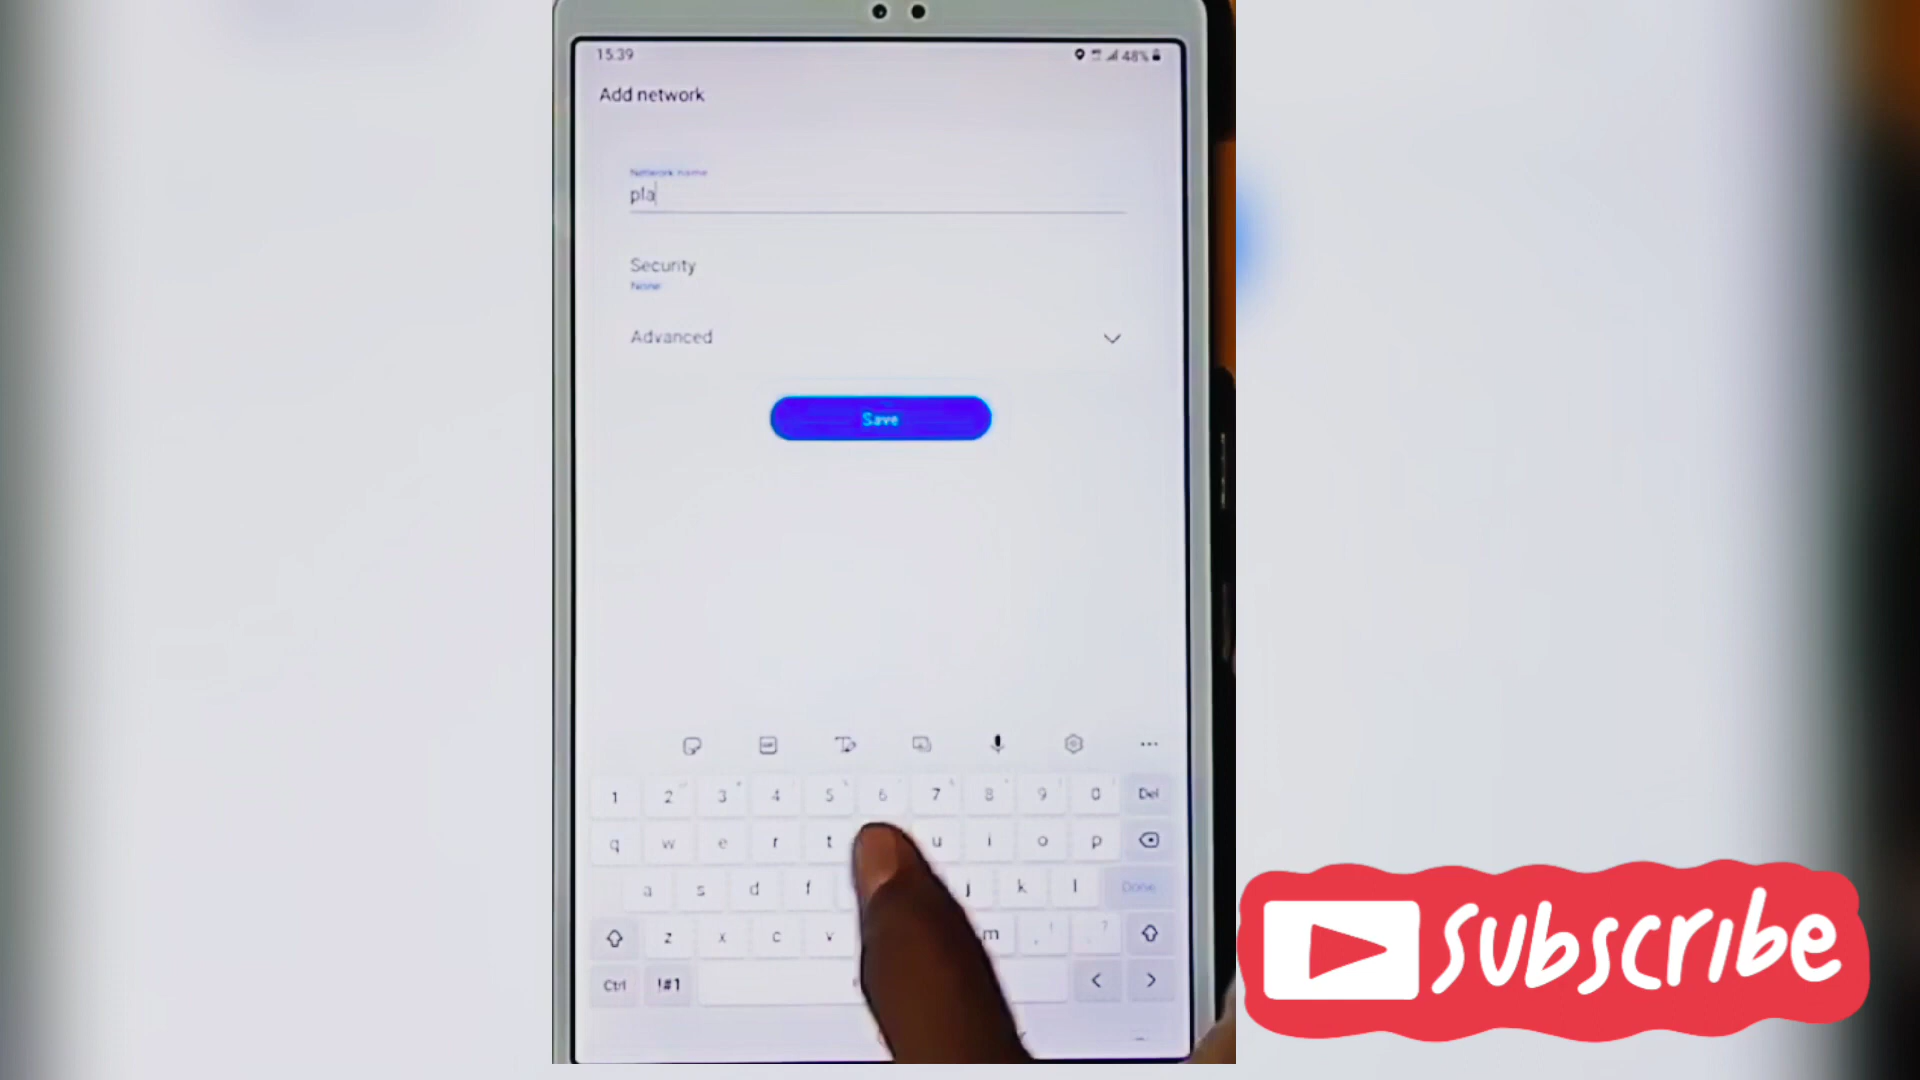 15.39
48%
Add network
Network name
pla
Security
None
Advanced
Save
1 2 3 4 5 6 7 8 9 0 Del
q w e r t u i o p
a s d f j k l Done
z x c v m , ! . ?
Ctrl !#1 < >
subscribe